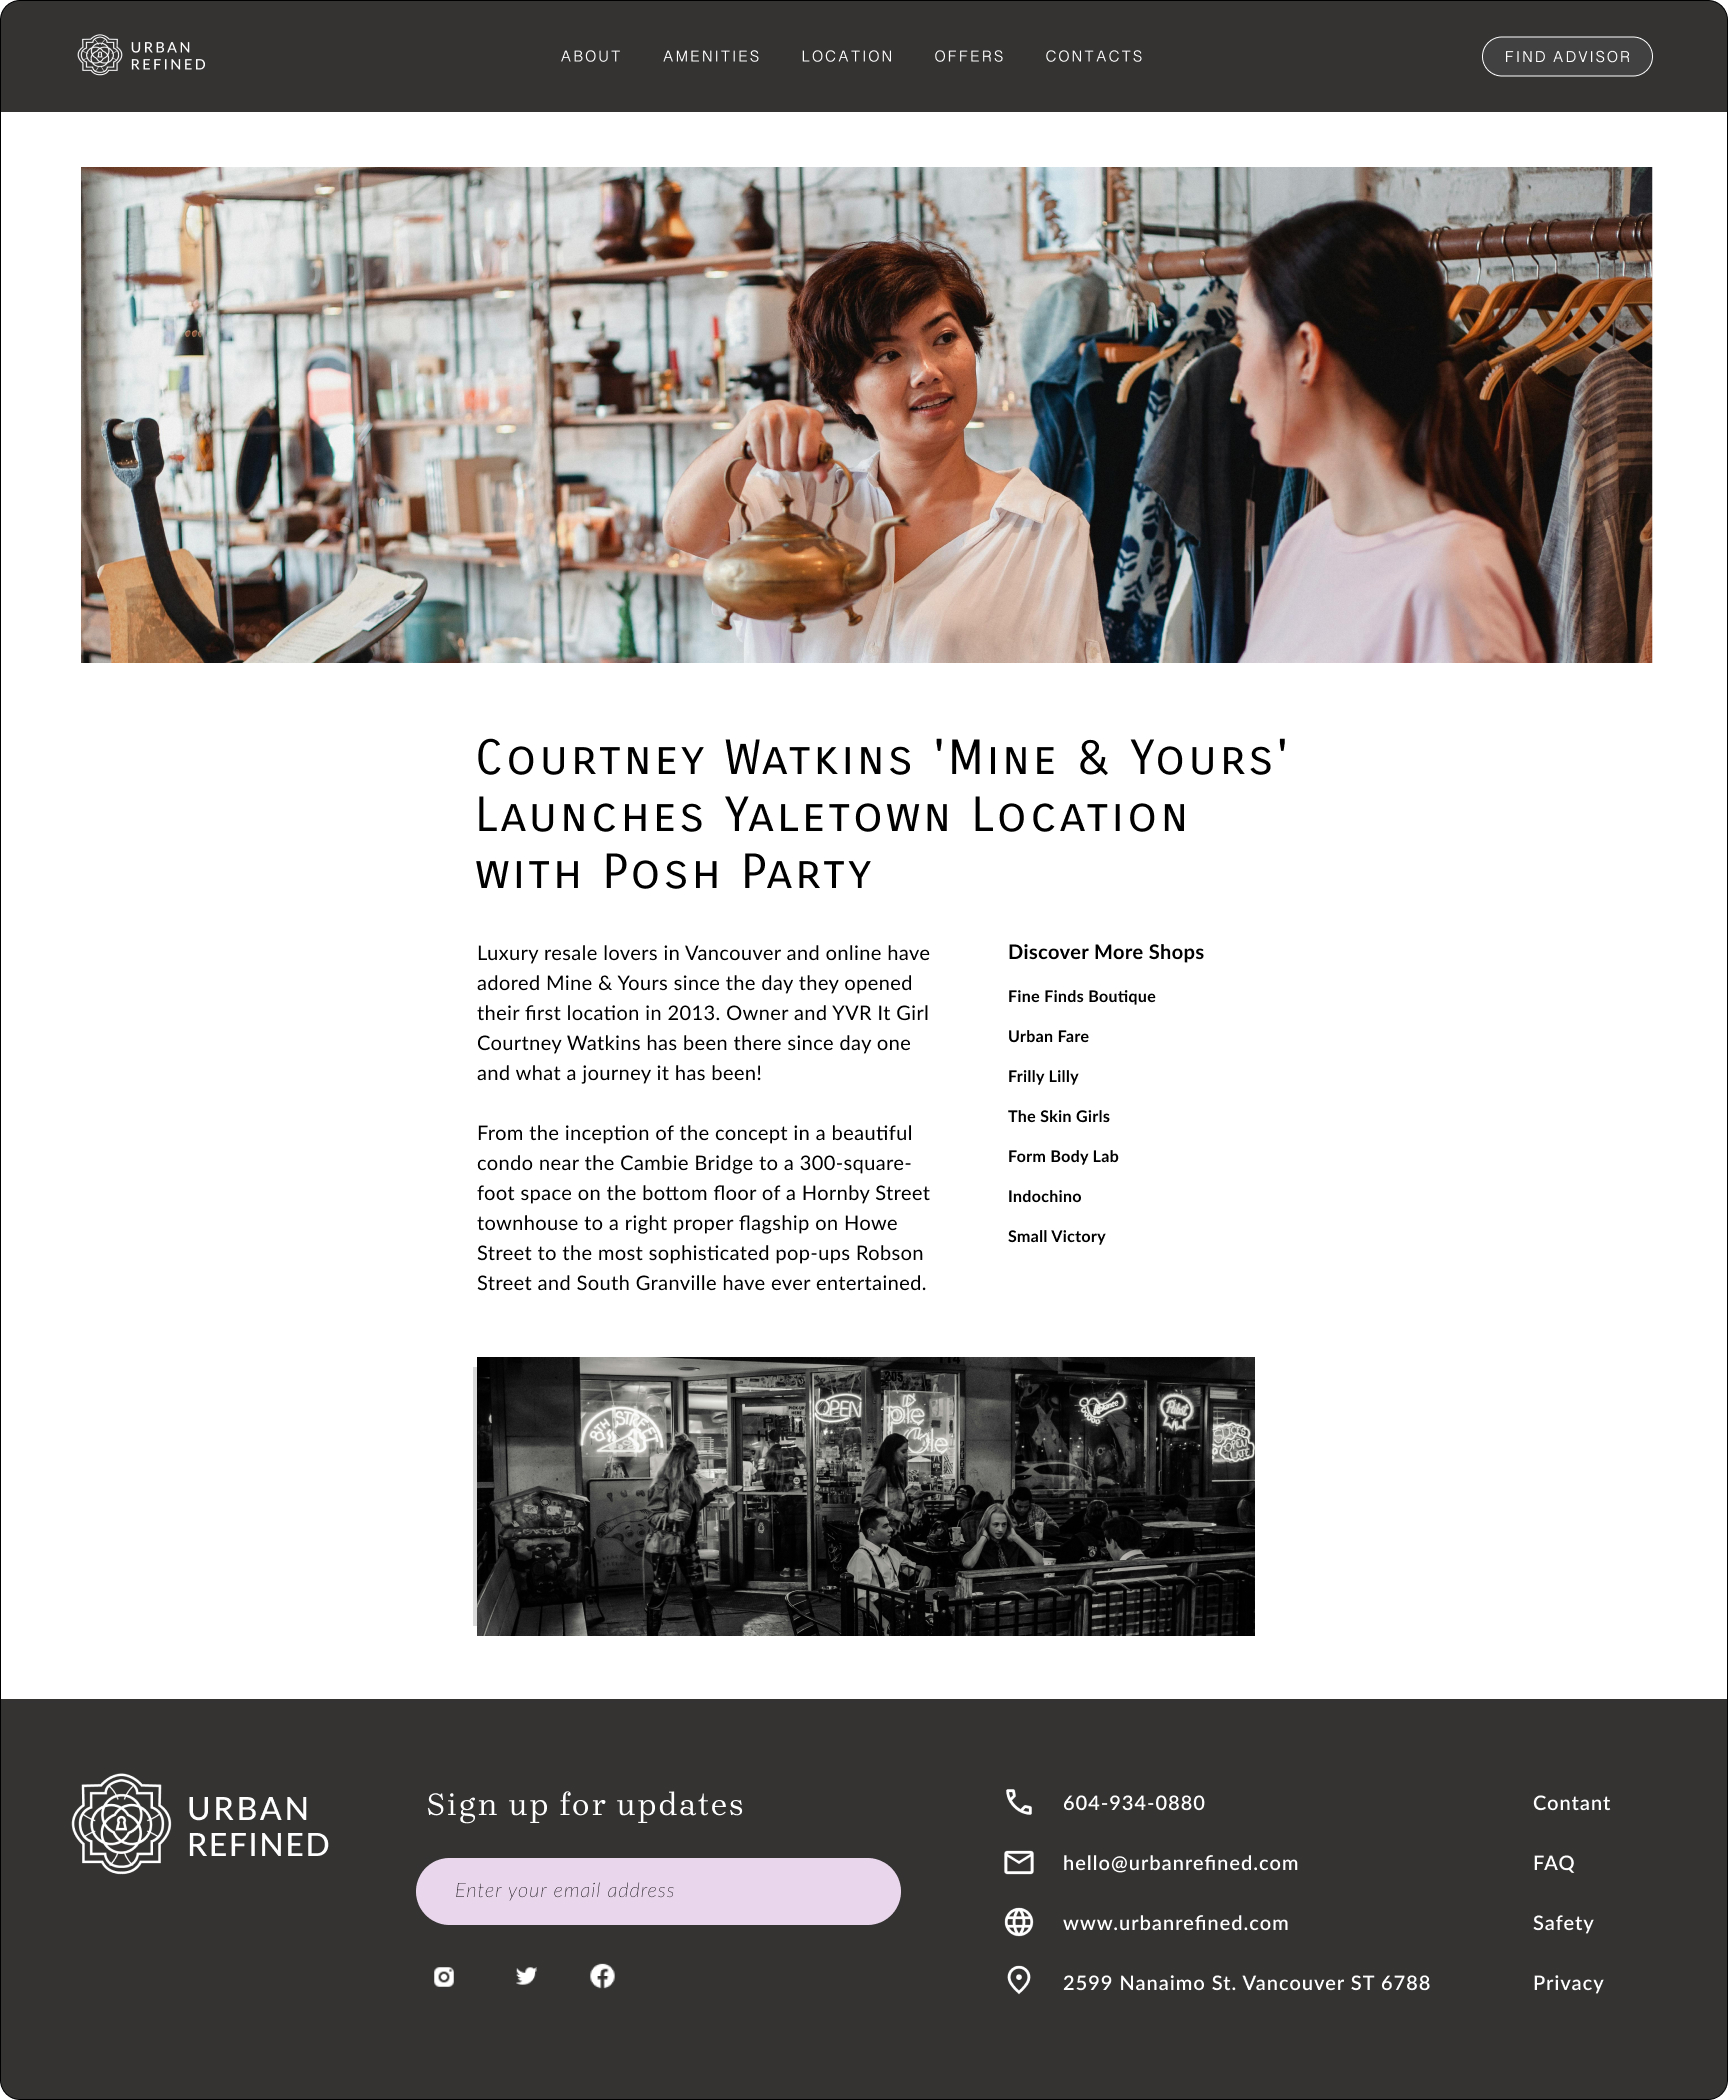 URBAN
REFINED
ABOUT AMENITIES LOCATION OFFERS CONTACTS
FIND ADVISOR
Courtney Watkins 'Mine & Yours'
Launches Yaletown Location
with Posh Party
Luxury resale lovers in Vancouver and online have
adored Mine & Yours since the day they opened
their first location in 2013. Owner and YVR It Girl
Courtney Watkins has been there since day one
and what a journey it has been!
From the inception of the concept in a beautiful
condo near the Cambie Bridge to a 300-square-
foot space on the bottom floor of a Hornby Street
townhouse to a right proper flagship on Howe
Street to the most sophisticated pop-ups Robson
Street and South Granville have ever entertained.
Discover More Shops
Fine Finds Boutique
Urban Fare
Frilly Lilly
The Skin Girls
Form Body Lab
Indochino
Small Victory
8TH STREET
OPEN
Pabst
SLICES
OPEN
LATE
URBAN
REFINED
Sign up for updates
Enter your email address
604-934-0880
hello@urbanrefined.com
www.urbanrefined.com
2599 Nanaimo St. Vancouver ST 6788
Contant
FAQ
Safety
Privacy